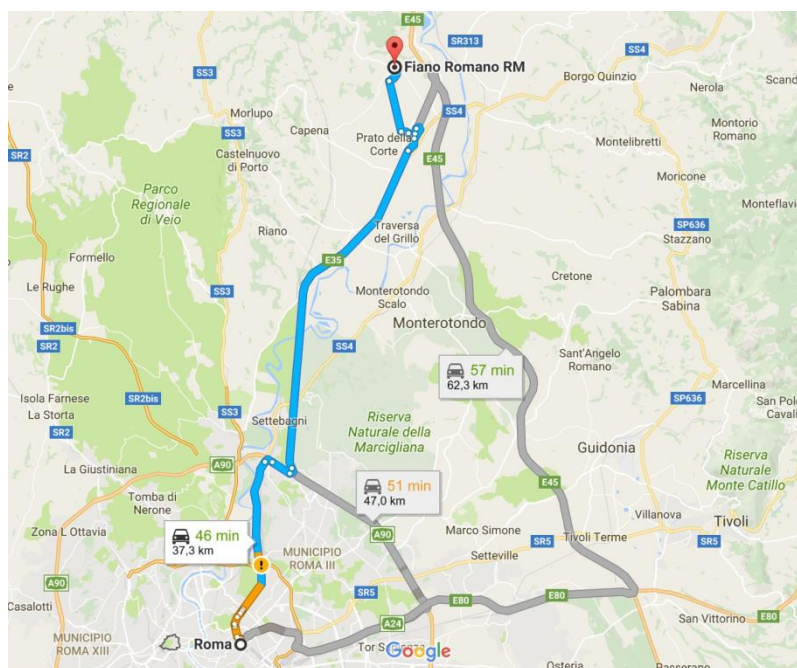 E45
SR313
SS4
Fiano Romano RM
Borgo Quinzio
Nerola
SS3
Morlupo
SS4
Montorio
Romano
Capena
Prato della
Corte
Montelibretti
SS3
SR2
Castelnuovo
di Porto
E45
Moricone
Parco
Regionale
di Veio
Monteflav
Riano
Traversa
del Grillo
SP636
Stazzano
Formello
E35
Cretone
Le Rughe
SS3
Monterotondo
Scalo
Palombara
Sabina
SR2bis
Monterotondo
SP636
SR2
SS4
57 min
62,3 km
Sant'Angelo
Romano
Marcellina
Isola Farnese
SR2bis
SS3
San Pol
Cavali
La Storta
Settebagni
Riserva
Naturale della
Marcigliana
SR2
Guidonia
Riserva
Naturale
Monte Catillo
La Giustiniana
A90
51 min
47,0 km
E45
Tomba di
Nerone
Villanova
Tivoli
Zona L Ottavia
46 min
37,3 km
A90
Marco Simone
SR5
Tivoli Terme
SR5
MUNICIPIO
ROMA III
Setteville
A90
SR5
E80
E80
Casalotti
A24
San Vittorino
E80
MUNICIPIO
ROMA XIII
Roma
Tor S
Google
Osteria
Passerano